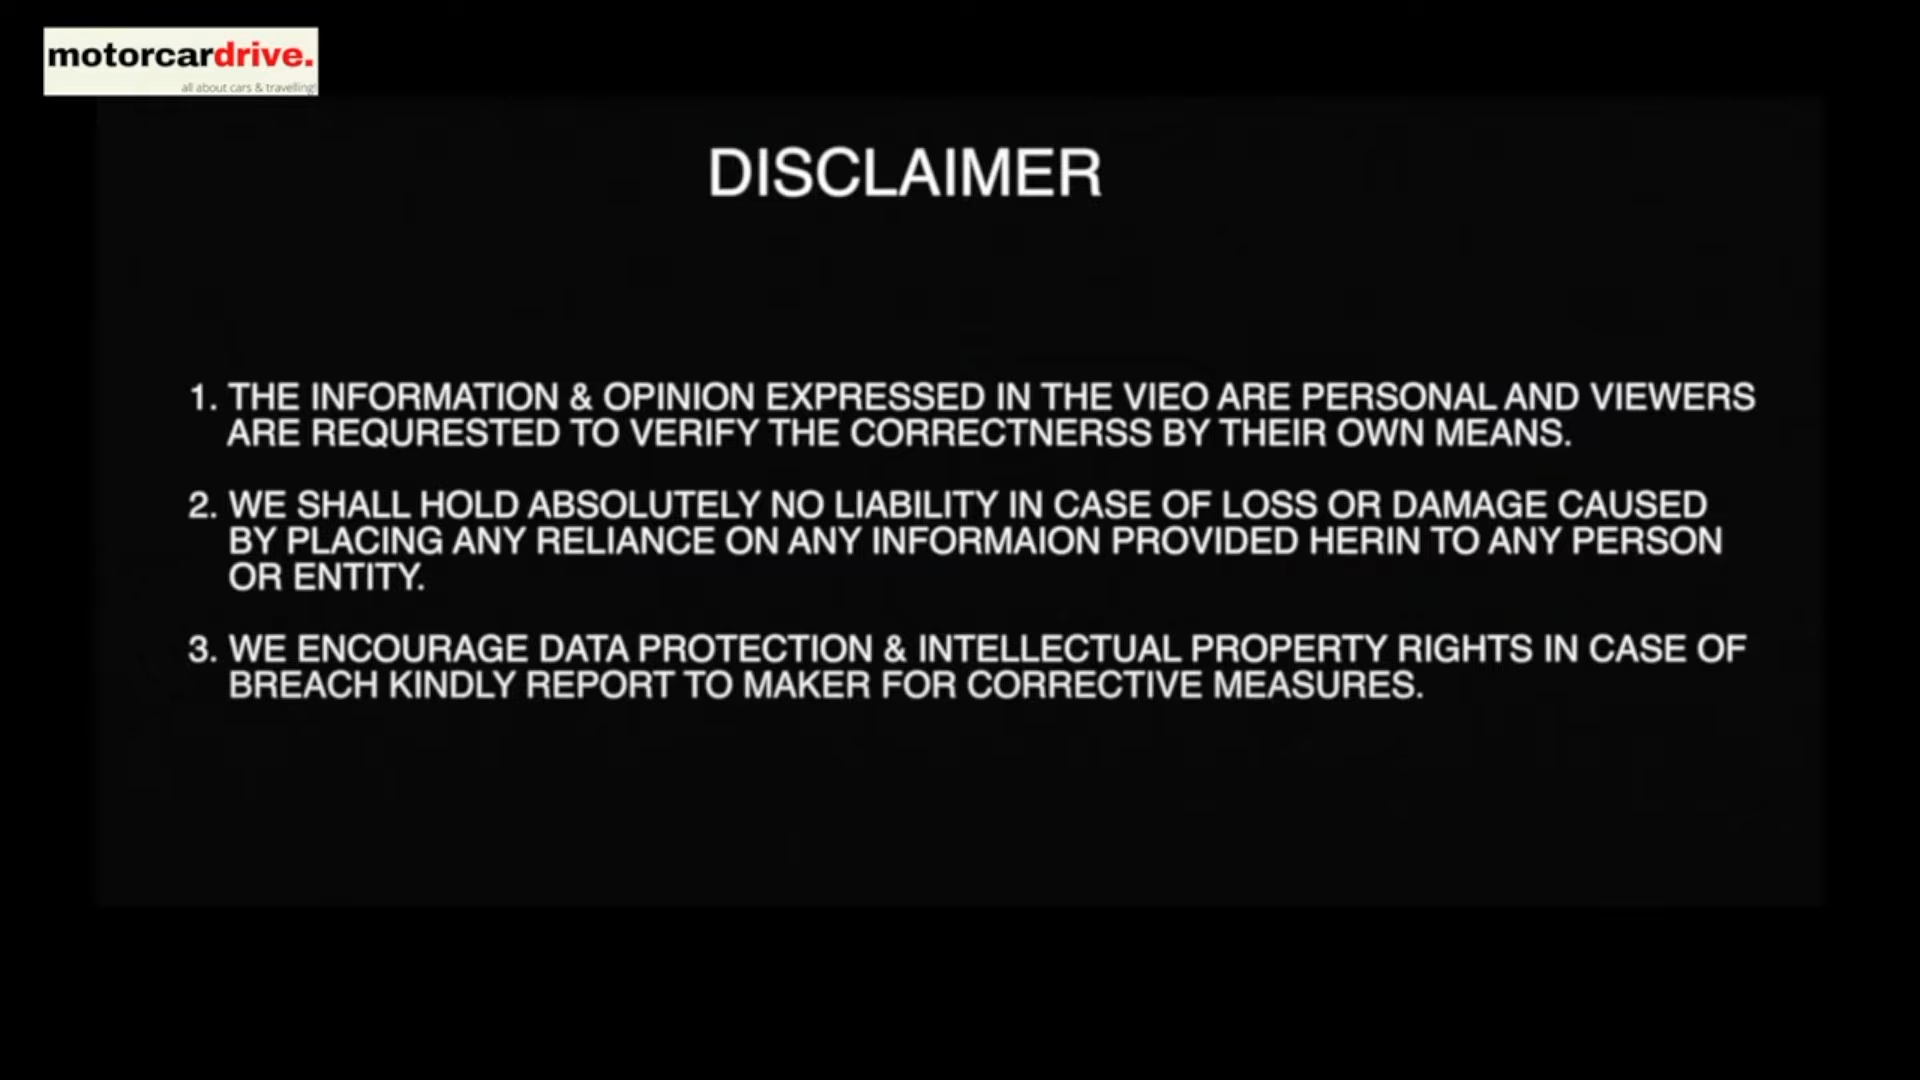 motorcardrive.
all about cars & travelling
DISCLAIMER
1. THE INFORMATION & OPINION EXPRESSED IN THE VIEO ARE PERSONAL AND VIEWERS
ARE REQURESTED TO VERIFY THE CORRECTNERSS BY THEIR OWN MEANS.
2. WE SHALL HOLD ABSOLUTELY NO LIABILITY IN CASE OF LOSS OR DAMAGE CAUSED
BY PLACING ANY RELIANCE ON ANY INFORMAION PROVIDED HERIN TO ANY PERSON
OR ENTITY.
3. WE ENCOURAGE DATA PROTECTION & INTELLECTUAL PROPERTY RIGHTS IN CASE OF
BREACH KINDLY REPORT TO MAKER FOR CORRECTIVE MEASURES.